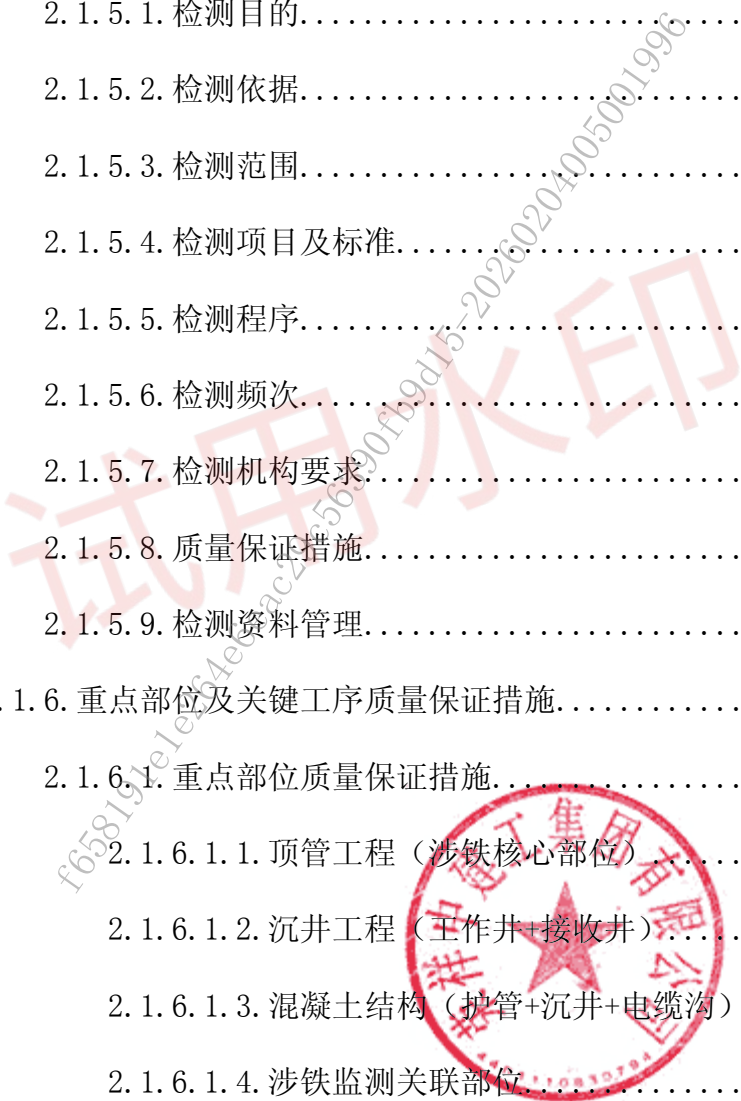 2.1.5.1.检测目的............................
2.1.5.2.检测依据............................
2.1.5.3.检测范围............................
2.1.5.4.检测项目及标准......................
2.1.5.5.检测程序............................
2.1.5.6.检测频次............................
2.1.5.7.检测机构要求........................
2.1.5.8.质量保证措施........................
2.1.5.9.检测资料管理........................
.1.6.重点部位及关键工序质量保证措施............
2.1.6.1.重点部位质量保证措施................
2.1.6.1.1.顶管工程（涉铁核心部位）......
2.1.6.1.2.沉井工程（工作井+接收井）.....
2.1.6.1.3.混凝土结构（护管+沉井+电缆沟）
2.1.6.1.4.涉铁监测关联部位..............
试用水印
建工集团有限公司